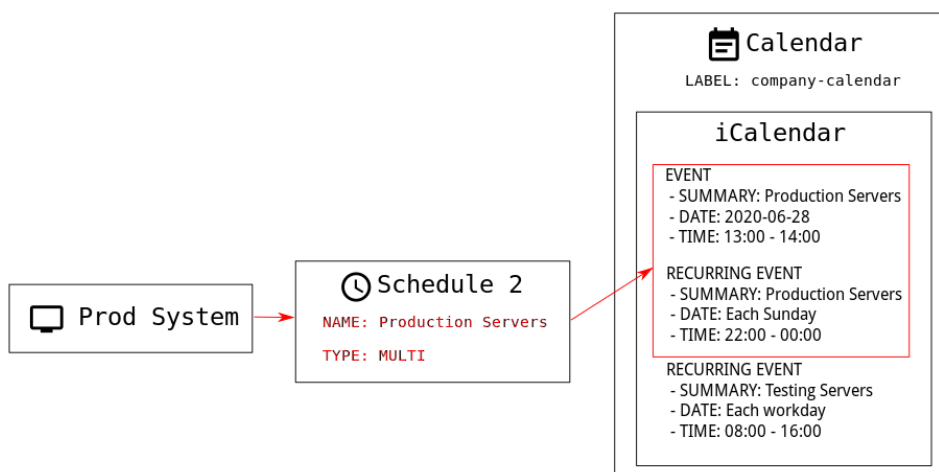 Calendar
LABEL: company-calendar
iCalendar
EVENT
- SUMMARY: Production Servers
- DATE: 2020-06-28
- TIME: 13:00 - 14:00
RECURRING EVENT
- SUMMARY: Production Servers
- DATE: Each Sunday
- TIME: 22:00 - 00:00
RECURRING EVENT
- SUMMARY: Testing Servers
- DATE: Each workday
- TIME: 08:00 - 16:00
Schedule 2
NAME: Production Servers
TYPE: MULTI
Prod System